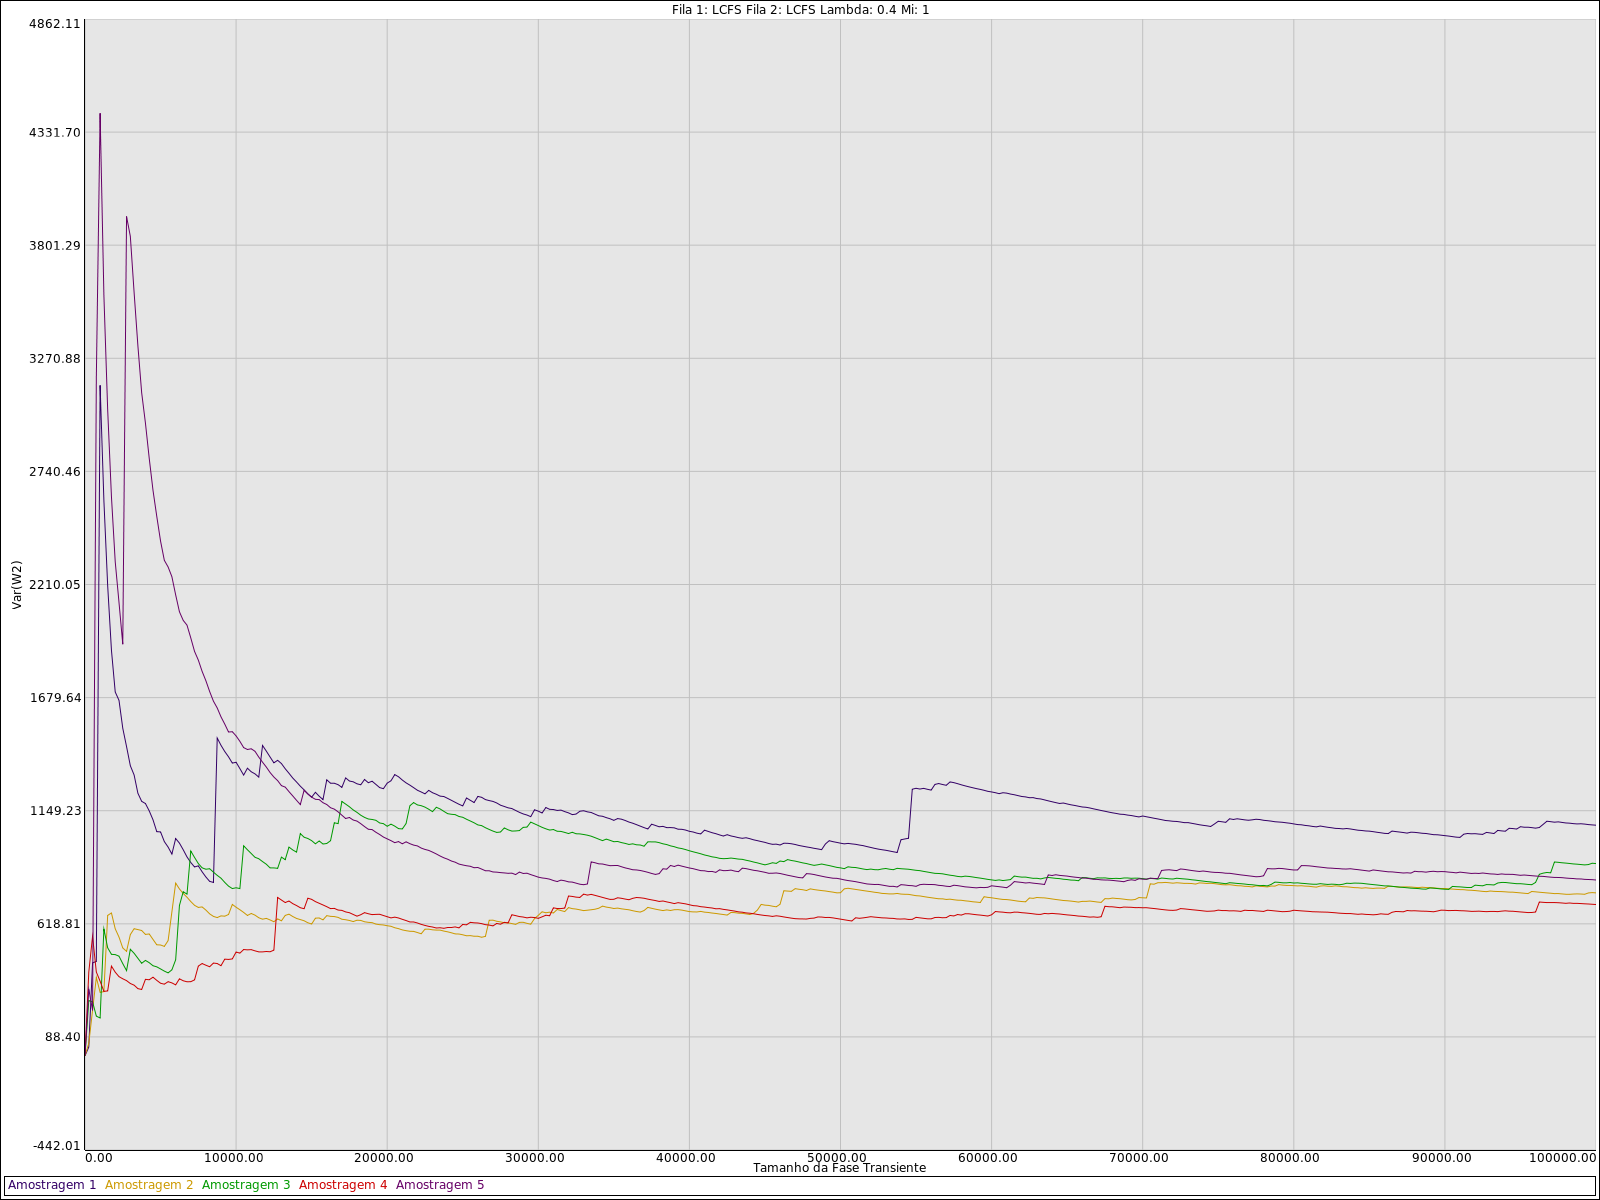 Fila 1: LCFS Fila 2: LCFS Lambda: 0.4 Mi: 1
4862.11
4331.70
3801.29
3270.88
2740.46
2210.05
Var(W2)
1679.64
1149.23
618.81
88.40
-442.01
0.00 10000.00 20000.00 30000.00 40000.00 50000.00 60000.00 70000.00 80000.00 90000.00 100000.00
Tamanho da Fase Transiente
Amostragem 1 Amostragem 2 Amostragem 3 Amostragem 4 Amostragem 5